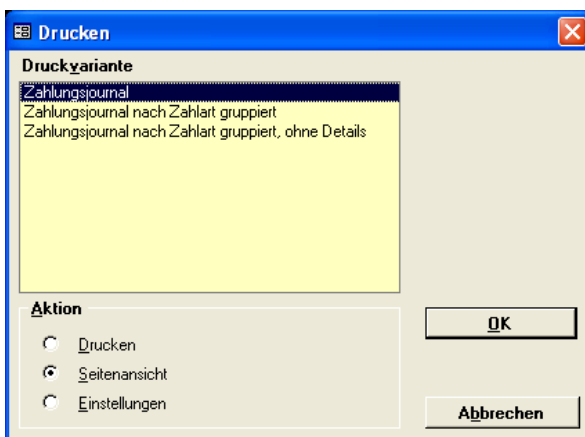 Drucken
Druckvariante
Zahlungsjournal
Zahlungsjournal nach Zahlart gruppiert
Zahlungsjournal nach Zahlart gruppiert, ohne Details
Aktion
Drucken
Seitenansicht
Einstellungen
OK
Abbrechen